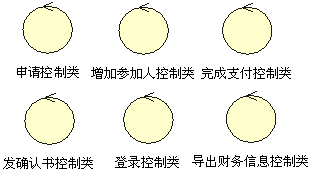 申请控制类 增加参加人控制类 完成支付控制类
发确认书控制类 登录控制类 导出财务信息控制类